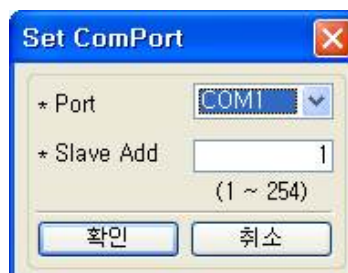 Set ComPort
* Port COM1
* Slave Add 1
(1 ~ 254)
확인 취소